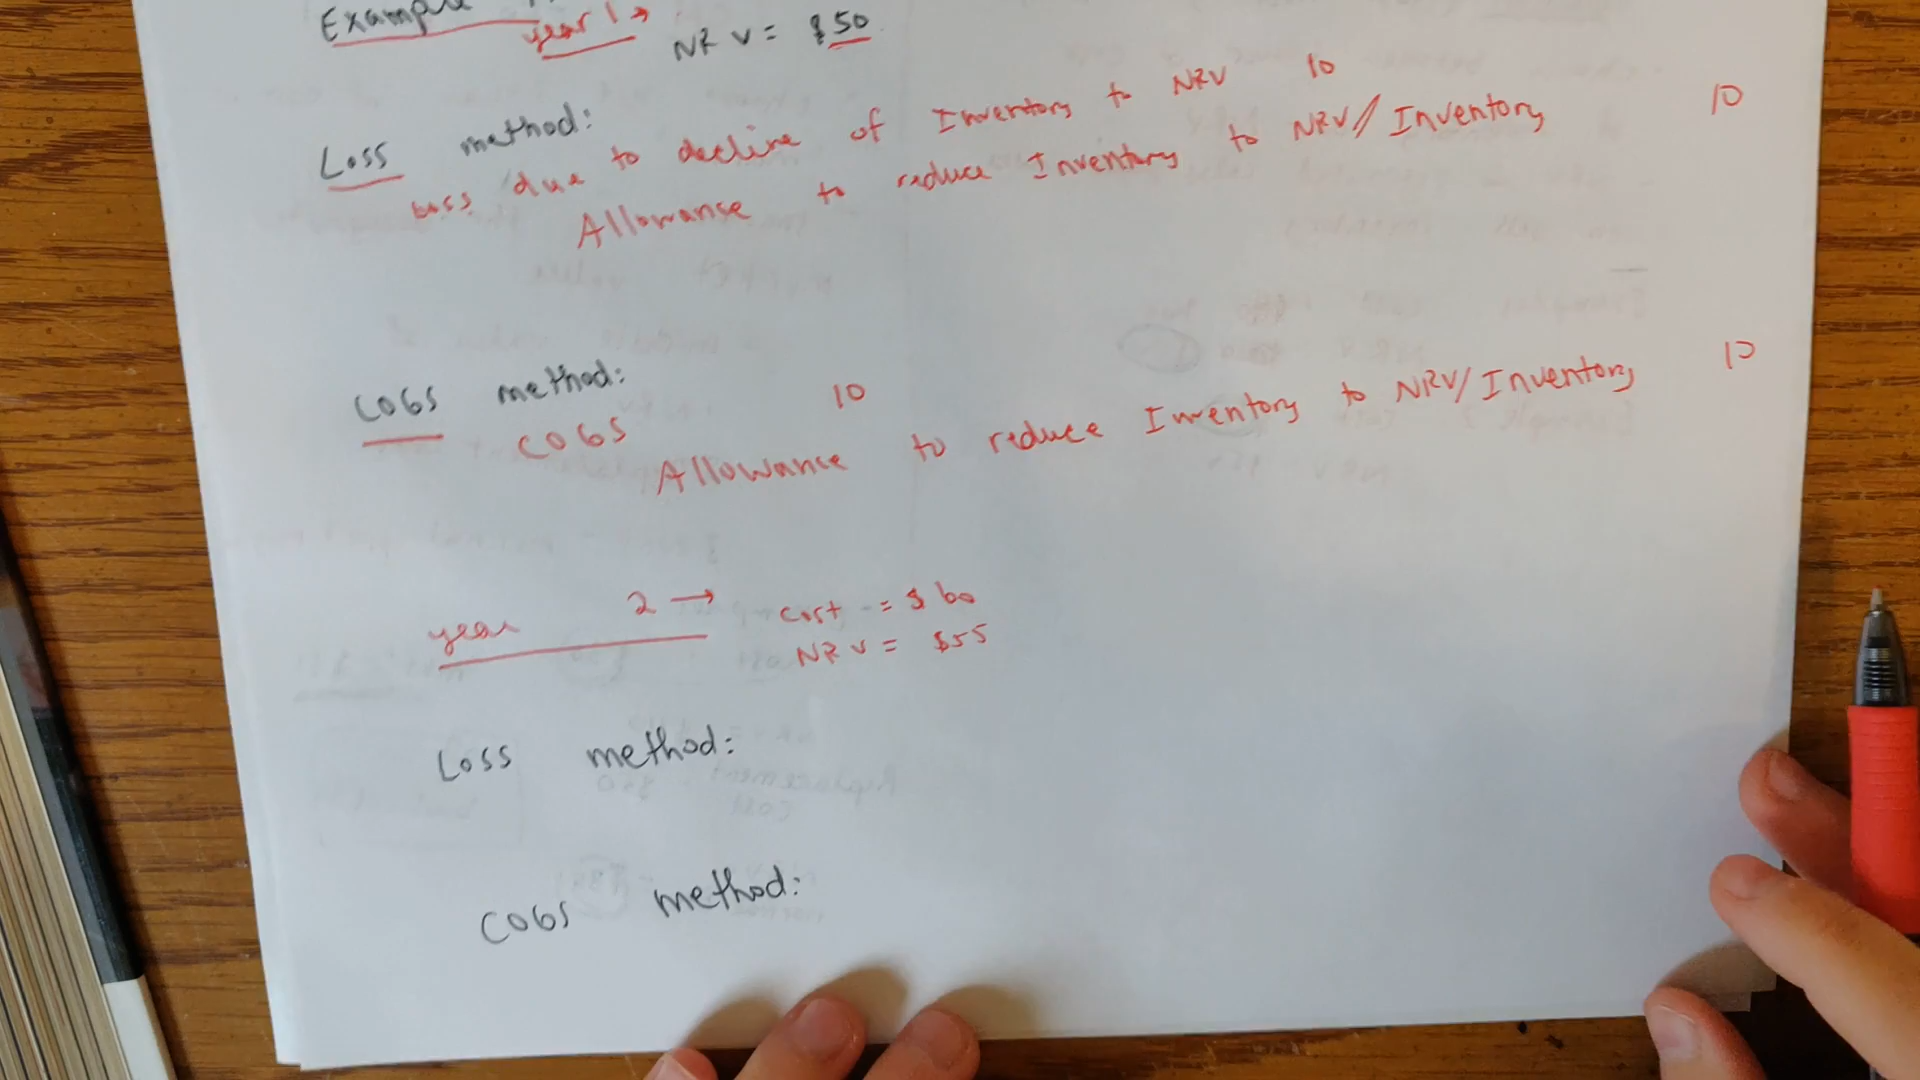 Example
year 1 →
NRV = $50
Loss method:
Loss due to decline of Inventory to NRV 10
Allowance to reduce Inventory to NRV/Inventory 10
COGS method:
COGS 10
Allowance to reduce Inventory to NRV/Inventory 10
year 2 → Cost = $60
NRV = $55
Loss method:
COGS method: